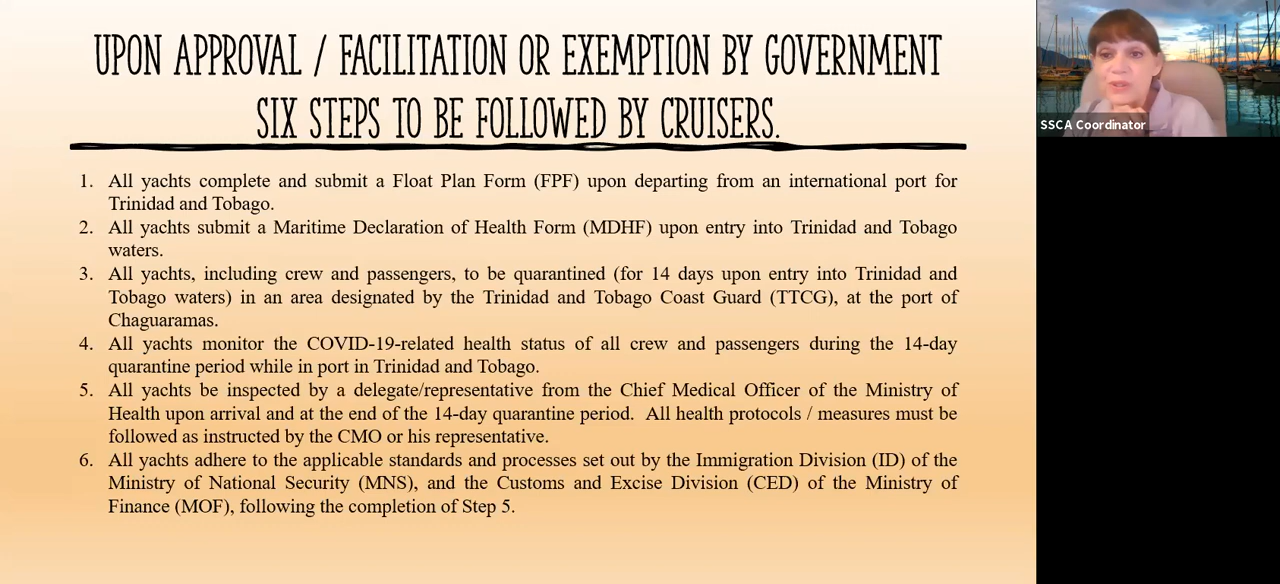 UPON APPROVAL / FACILITATION OR EXEMPTION BY GOVERNMENT
SIX STEPS TO BE FOLLOWED BY CRUISERS.
1. All yachts complete and submit a Float Plan Form (FPF) upon departing from an international port for
Trinidad and Tobago.
2. All yachts submit a Maritime Declaration of Health Form (MDHF) upon entry into Trinidad and Tobago
waters.
3. All yachts, including crew and passengers, to be quarantined (for 14 days upon entry into Trinidad and
Tobago waters) in an area designated by the Trinidad and Tobago Coast Guard (TTCG), at the port of
Chaguaramas.
4. All yachts monitor the COVID-19-related health status of all crew and passengers during the 14-day
quarantine period while in port in Trinidad and Tobago.
5. All yachts be inspected by a delegate/representative from the Chief Medical Officer of the Ministry of
Health upon arrival and at the end of the 14-day quarantine period. All health protocols / measures must be
followed as instructed by the CMO or his representative.
6. All yachts adhere to the applicable standards and processes set out by the Immigration Division (ID) of the
Ministry of National Security (MNS), and the Customs and Excise Division (CED) of the Ministry of
Finance (MOF), following the completion of Step 5.
SSCA Coordinator